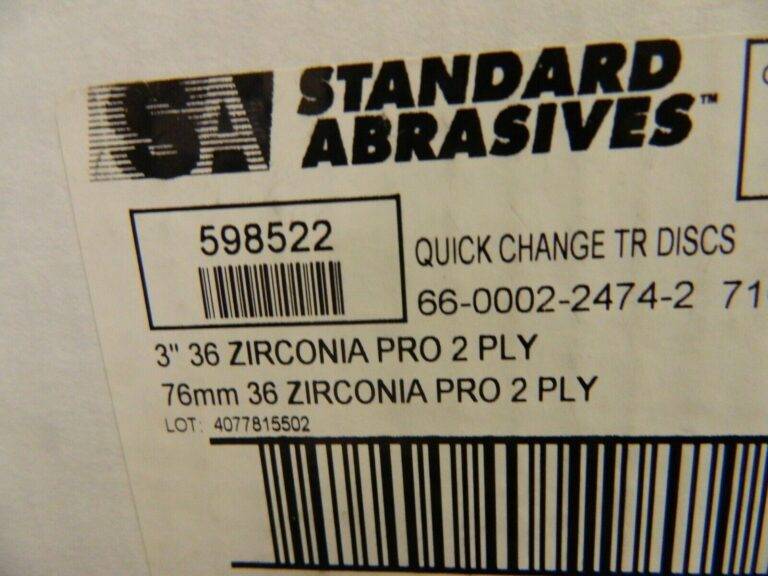 SA
STANDARD
ABRASIVES™
598522
QUICK CHANGE TR DISCS
66-0002-2474-2 71
3" 36 ZIRCONIA PRO 2 PLY
76mm 36 ZIRCONIA PRO 2 PLY
LOT: 4077815502